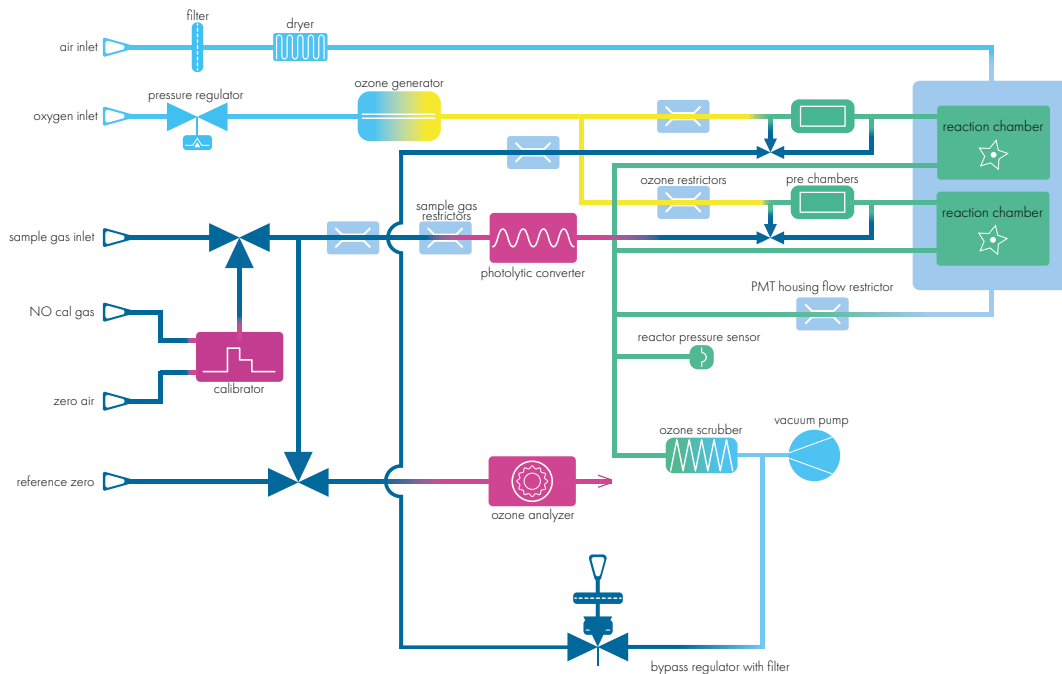 filter
dryer
air inlet
ozone generator
pressure regulator
oxygen inlet
reaction chamber
ozone restrictors
pre chambers
sample gas
restrictors
reaction chamber
sample gas inlet
photolytic converter
PMT housing flow restrictor
NO cal gas
reactor pressure sensor
calibrator
zero air
vacuum pump
ozone scrubber
reference zero
ozone analyzer
bypass regulator with filter